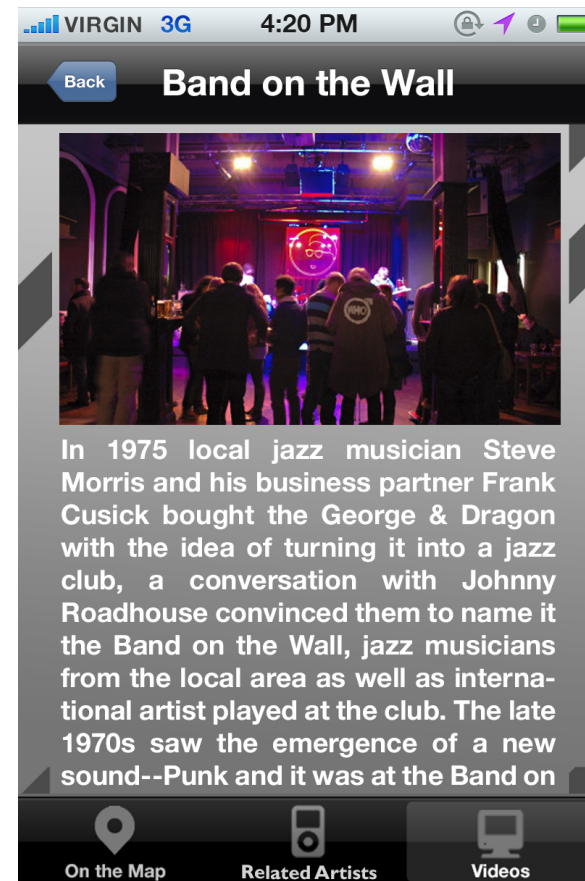 VIRGIN 3G 4:20 PM
Back Band on the Wall
WHO
In 1975 local jazz musician Steve
Morris and his business partner Frank
Cusick bought the George & Dragon
with the idea of turning it into a jazz
club, a conversation with Johnny
Roadhouse convinced them to name it
the Band on the Wall, jazz musicians
from the local area as well as interna-
tional artist played at the club. The late
1970s saw the emergence of a new
sound--Punk and it was at the Band on
On the Map Related Artists Videos